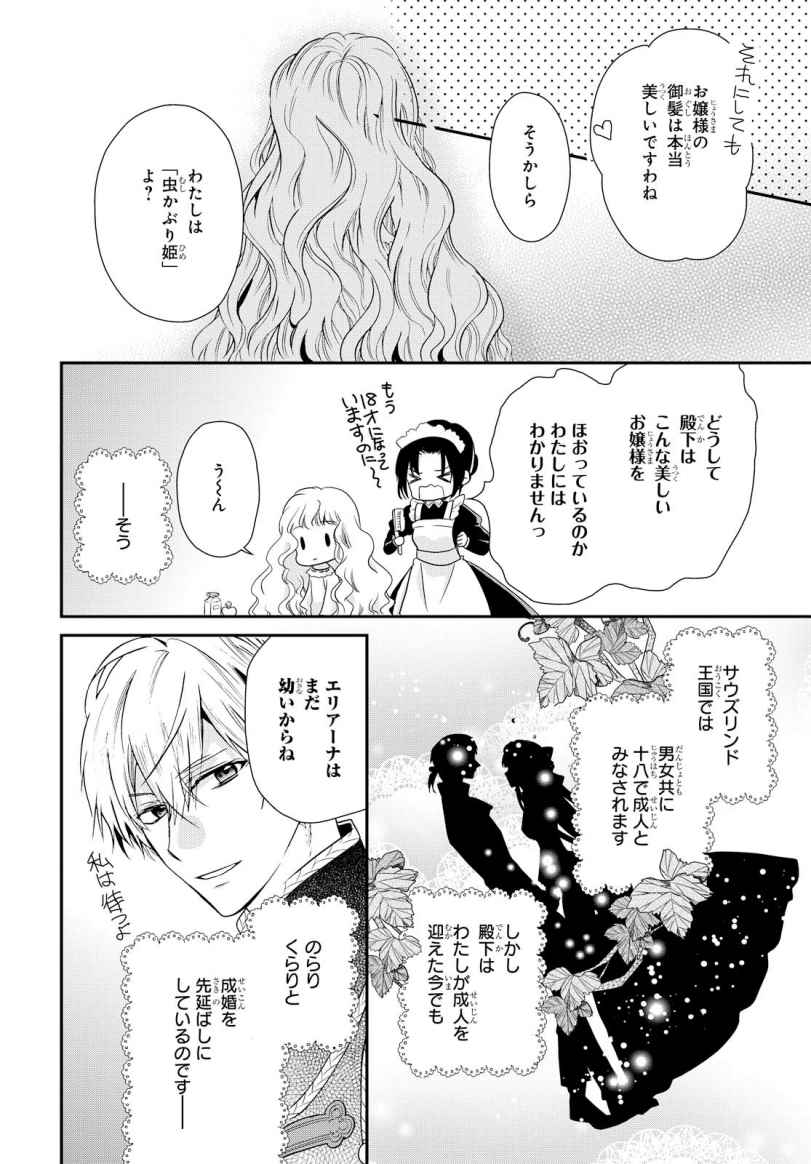 それにしても
お嬢様の
御髪は本当
美しいですわね
そうかしら
わたしは
「虫かぶり姫」
よ？
どうして
殿下は
こんな美しい
お嬢様を
ほおっているのか
わたしには
わかりませんっ
もう
18才になって
いますのに〜
う〜ん
――そう
サウズリンド
王国では
男女共に
十八で成人と
みなされます
しかし
殿下は
わたしが成人を
迎えた今でも
エリアーナは
まだ
幼いからね
私は待つよ
のらり
くらりと
成婚を
先延ばしに
しているのです――